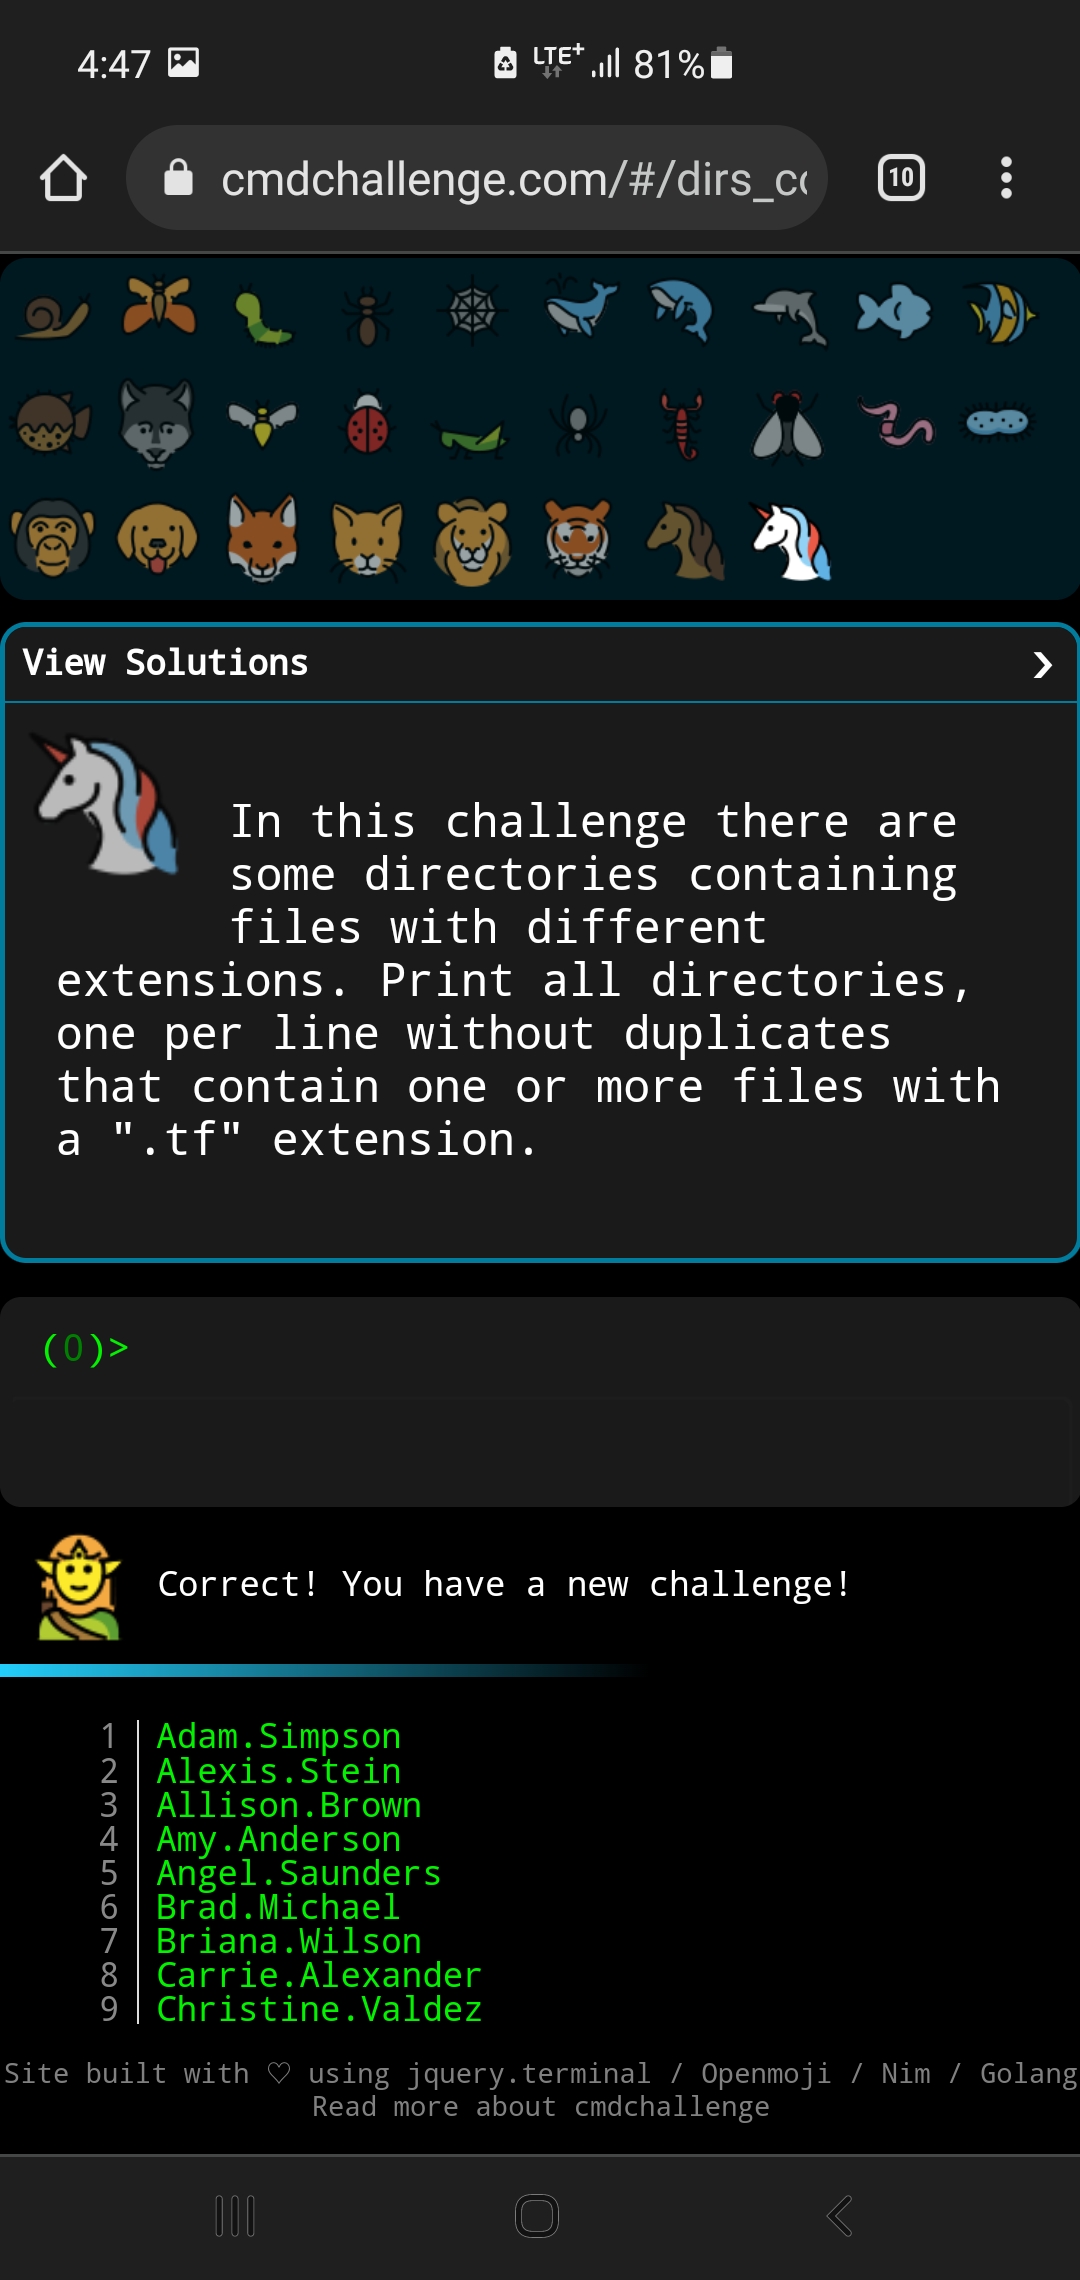 4:47 LTE+ 81%
cmdchallenge.com/#/dirs_co
10
View Solutions
In this challenge there are
some directories containing
files with different
extensions. Print all directories,
one per line without duplicates
that contain one or more files with
a ".tf" extension.
(0)>
Correct! You have a new challenge!
1 Adam.Simpson
2 Alexis.Stein
3 Allison.Brown
4 Amy.Anderson
5 Angel.Saunders
6 Brad.Michael
7 Briana.Wilson
8 Carrie.Alexander
9 Christine.Valdez
Site built with ♡ using jquery.terminal / Openmoji / Nim / Golang
Read more about cmdchallenge